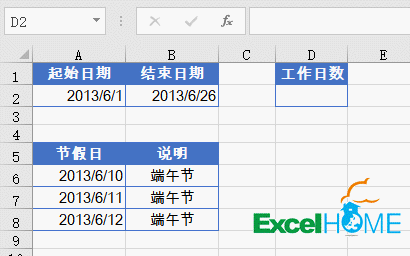 D2
A B C D E
1 起始日期 结束日期 工作日数
2 2013/6/1 2013/6/26
3
4
5 节假日 说明
6 2013/6/10 端午节
7 2013/6/11 端午节
8 2013/6/12 端午节
9
ExcelHOME